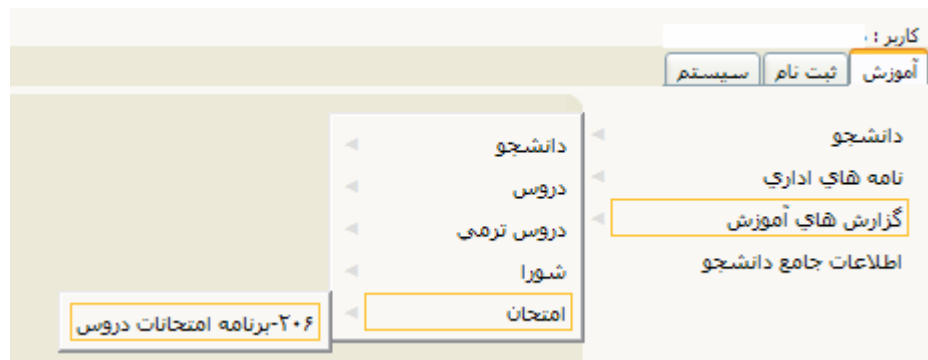 کاربر :
آموزش
ثبت نام
سیستم
دانشجو
نامه هاي اداري
گزارش هاي آموزش
اطلاعات جامع دانشجو
دانشجو
دروس
دروس ترمي
شورا
امتحان
۲۰۶-برنامه امتحانات دروس